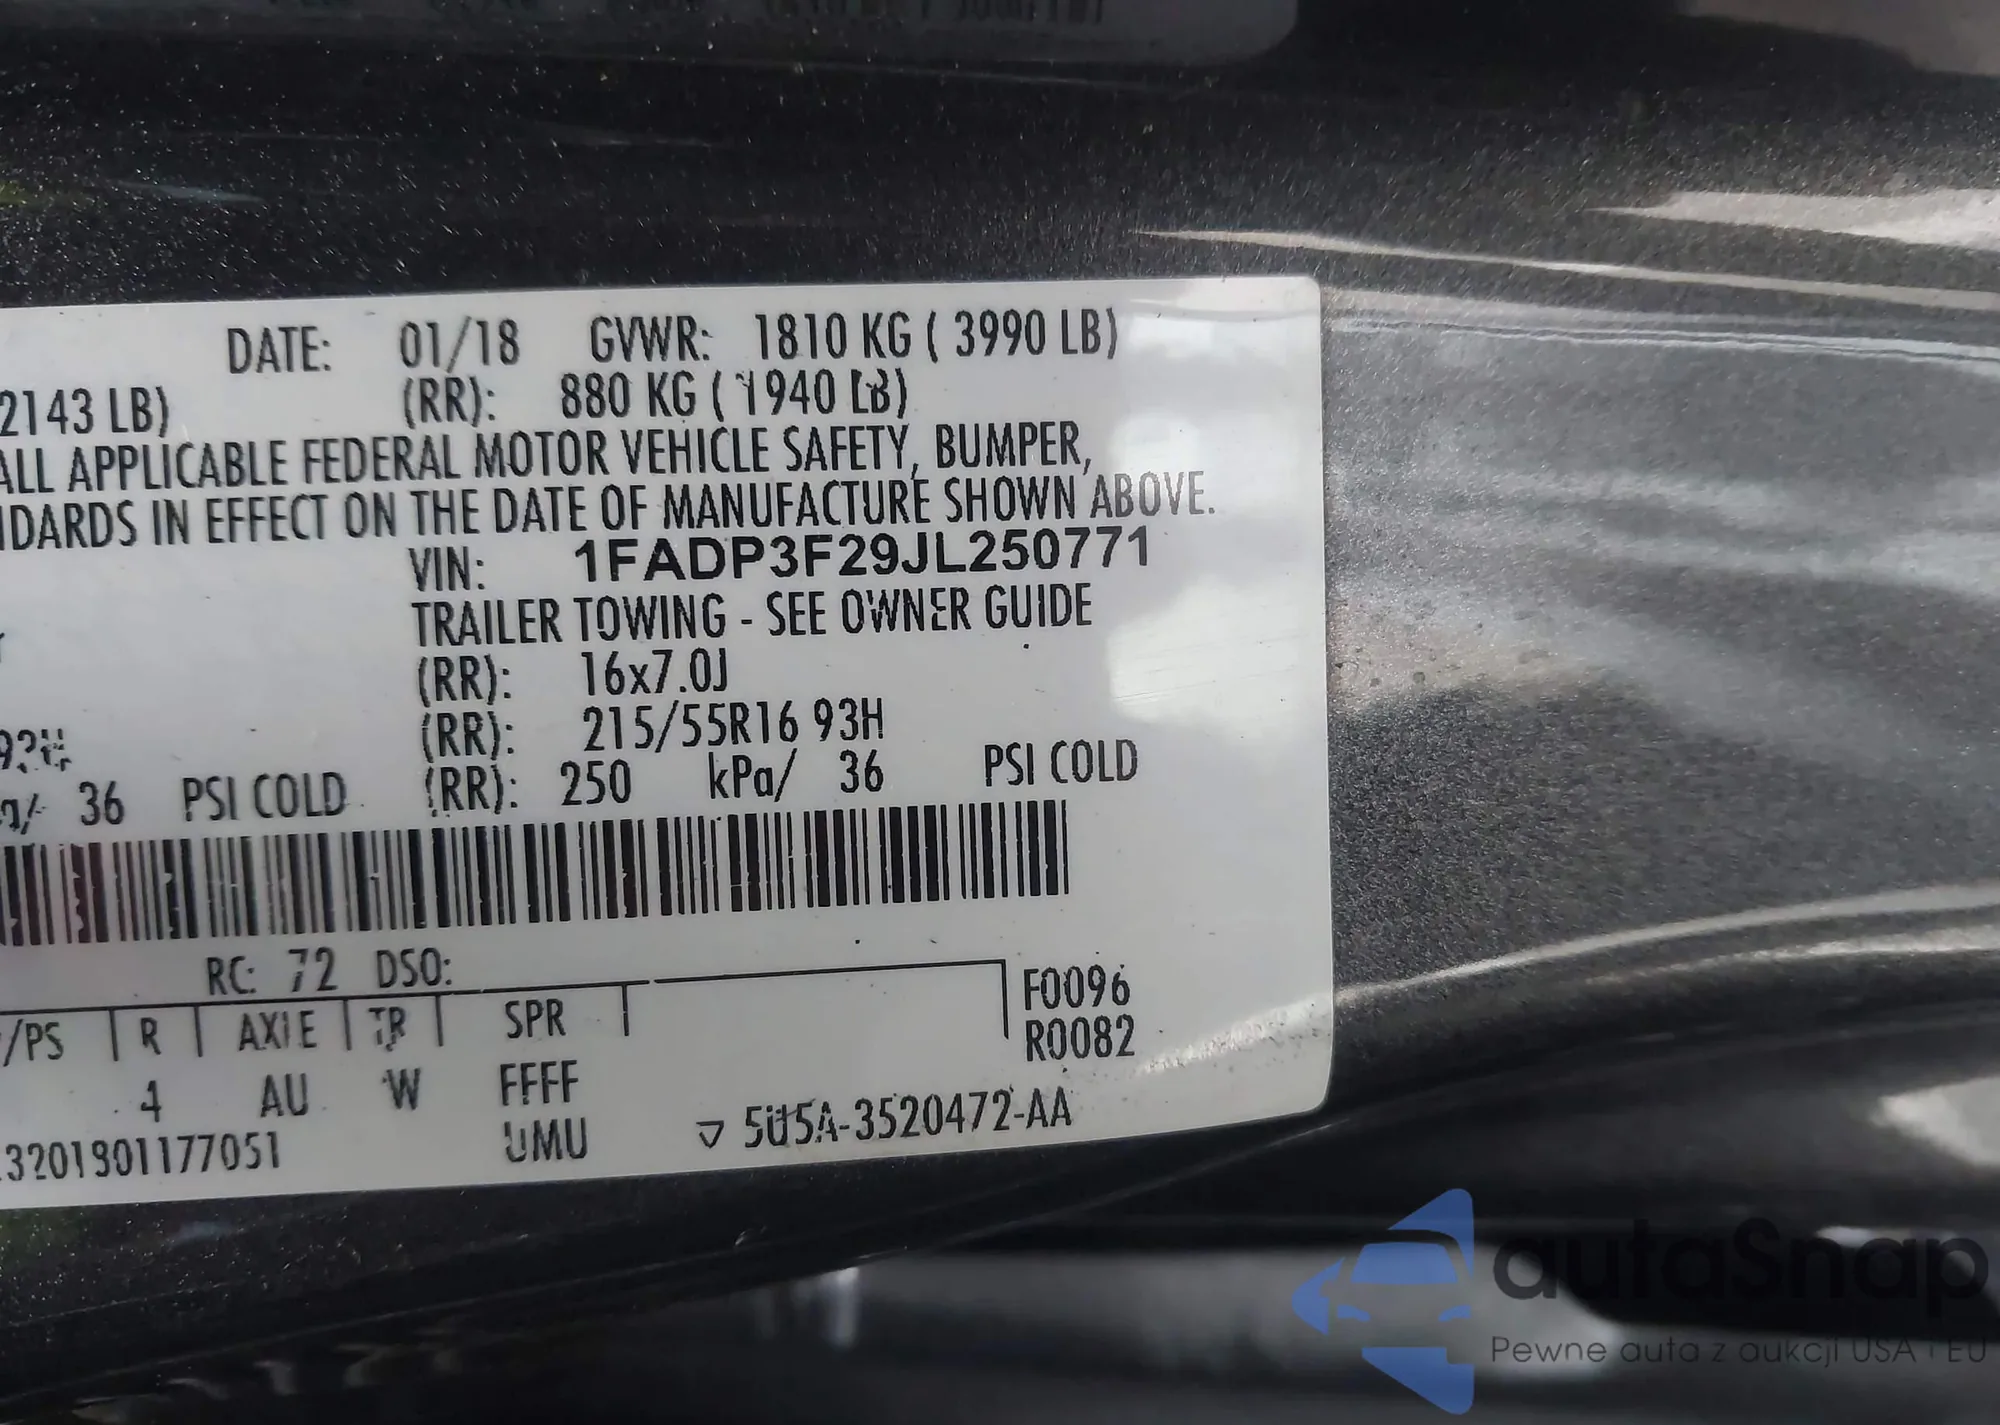 DATE: 01/18 GVWR: 1810 KG ( 3990 LB)
2143 LB) (RR): 880 KG ( 1940 LB)
ALL APPLICABLE FEDERAL MOTOR VEHICLE SAFETY, BUMPER,
NDARDS IN EFFECT ON THE DATE OF MANUFACTURE SHOWN ABOVE.
VIN: 1FADP3F29JL250771
TRAILER TOWING - SEE OWNER GUIDE
(RR): 16x7.0J
(RR): 215/55R16 93H
36 PSI COLD (RR): 250 kPa/ 36 PSI COLD
RC: 72 DSO:
F0096
/PS R AXLE TR SPR R0082
4 AU W FFFF
3201901177051 UMU ▽ 5U5A-3520472-AA
autaSnap
Pewne auta z aukcji USA i EU